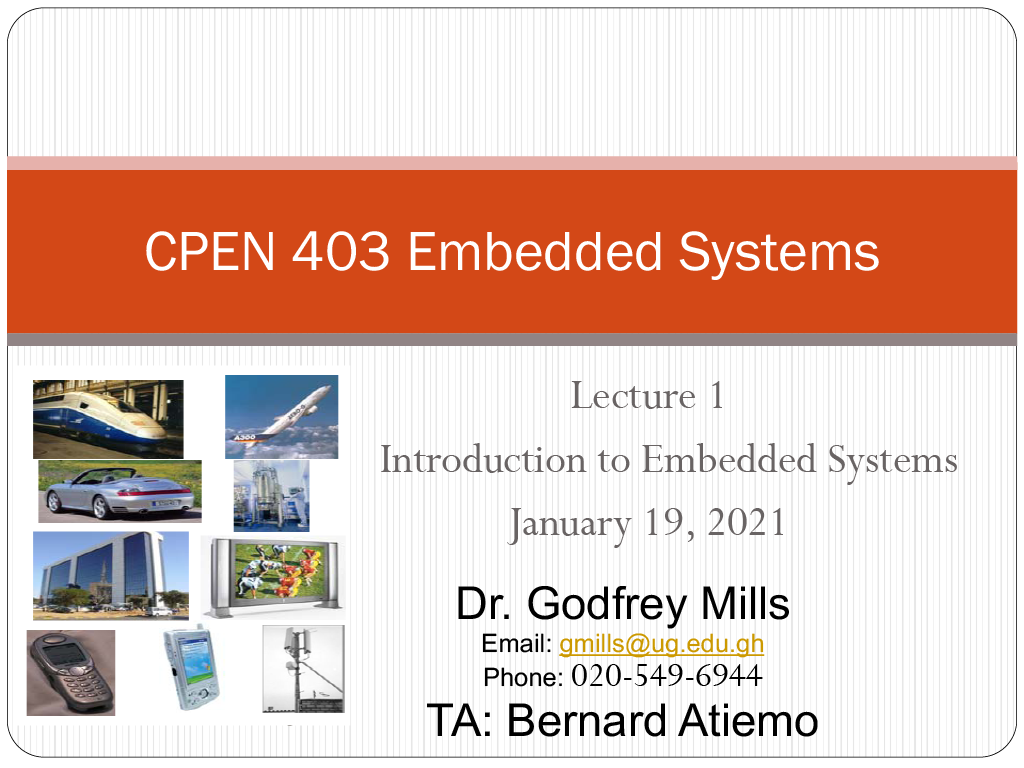 CPEN 403 Embedded Systems
Lecture 1
Introduction to Embedded Systems
January 19, 2021
A300
Dr. Godfrey Mills
Email: gmills@ug.edu.gh
Phone: 020-549-6944
TA: Bernard Atiemo